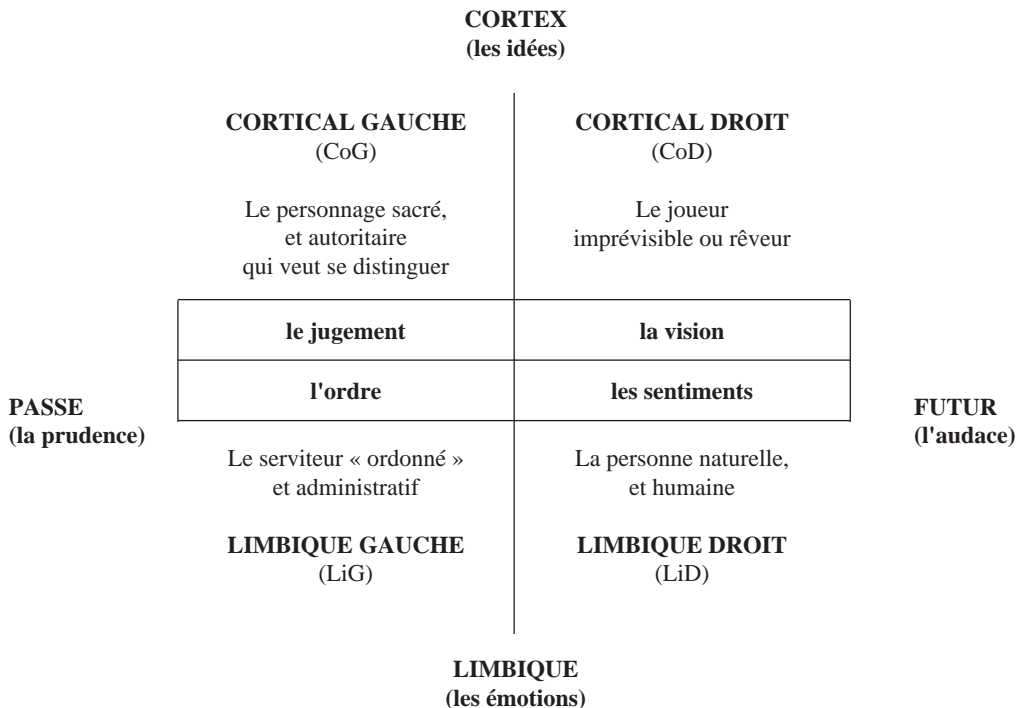 CORTEX
(les idées)
CORTICAL GAUCHE
(CoG)
CORTICAL DROIT
(CoD)
Le personnage sacré,
et autoritaire
qui veut se distinguer
Le joueur
imprévisible ou rêveur
le jugement
la vision
l'ordre
les sentiments
PASSE
(la prudence)
FUTUR
(l'audace)
Le serviteur « ordonné »
et administratif
La personne naturelle,
et humaine
LIMBIQUE GAUCHE
(LiG)
LIMBIQUE DROIT
(LiD)
LIMBIQUE
(les émotions)